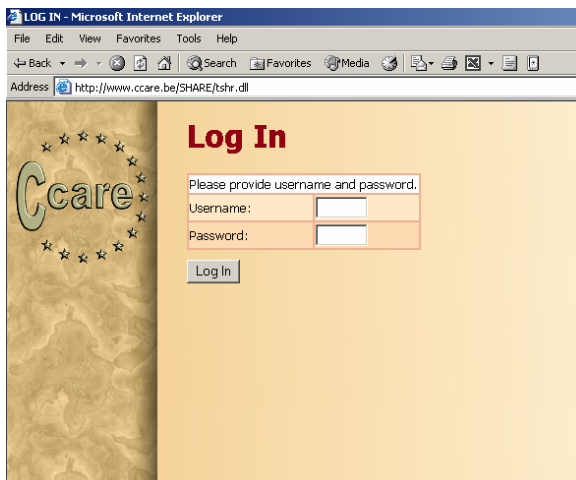 LOG IN - Microsoft Internet Explorer
File Edit View Favorites Tools Help
Back Search Favorites Media
Address http://www.ccare.be/SHARE/tshr.dll
Ccare
Log In
Please provide username and password.
Username:
Password:
Log In